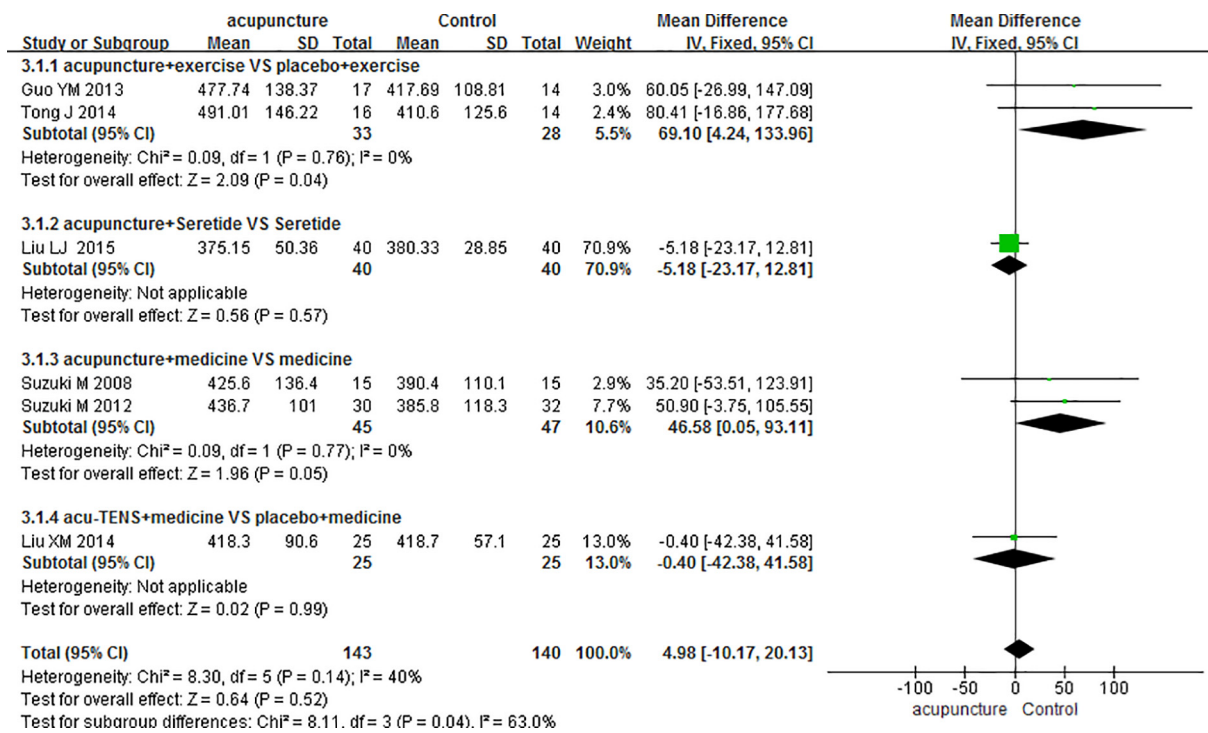 acupuncture Control Mean Difference Mean Difference
Study or Subgroup Mean SD Total Mean SD Total Weight IV, Fixed, 95% CI IV, Fixed, 95% CI
3.1.1 acupuncture+exercise VS placebo+exercise
Guo YM 2013 477.74 138.37 17 417.69 108.81 14 3.0% 60.05 [-26.99, 147.09]
Tong J 2014 491.01 146.22 16 410.6 125.6 14 2.4% 80.41 [-16.86, 177.68]
Subtotal (95% CI) 33 28 5.5% 69.10 [4.24, 133.96]
Heterogeneity: Chi² = 0.09, df = 1 (P = 0.76); I² = 0%
Test for overall effect: Z = 2.09 (P = 0.04)
3.1.2 acupuncture+Seretide VS Seretide
Liu LJ 2015 375.15 50.36 40 380.33 28.85 40 70.9% -5.18 [-23.17, 12.81]
Subtotal (95% CI) 40 40 70.9% -5.18 [-23.17, 12.81]
Heterogeneity: Not applicable
Test for overall effect: Z = 0.56 (P = 0.57)
3.1.3 acupuncture+medicine VS medicine
Suzuki M 2008 425.6 136.4 15 390.4 110.1 15 2.9% 35.20 [-53.51, 123.91]
Suzuki M 2012 436.7 101 30 385.8 118.3 32 7.7% 50.90 [-3.75, 105.55]
Subtotal (95% CI) 45 47 10.6% 46.58 [0.05, 93.11]
Heterogeneity: Chi² = 0.09, df = 1 (P = 0.77); I² = 0%
Test for overall effect: Z = 1.96 (P = 0.05)
3.1.4 acu-TENS+medicine VS placebo+medicine
Liu XM 2014 418.3 90.6 25 418.7 57.1 25 13.0% -0.40 [-42.38, 41.58]
Subtotal (95% CI) 25 25 13.0% -0.40 [-42.38, 41.58]
Heterogeneity: Not applicable
Test for overall effect: Z = 0.02 (P = 0.99)
Total (95% CI) 143 140 100.0% 4.98 [-10.17, 20.13]
Heterogeneity: Chi² = 8.30, df = 5 (P = 0.14); I² = 40%
Test for overall effect: Z = 0.64 (P = 0.52)
Test for subgroup differences: Chi² = 8.11, df = 3 (P = 0.04), I² = 63.0%
-100 -50 0 50 100
acupuncture Control